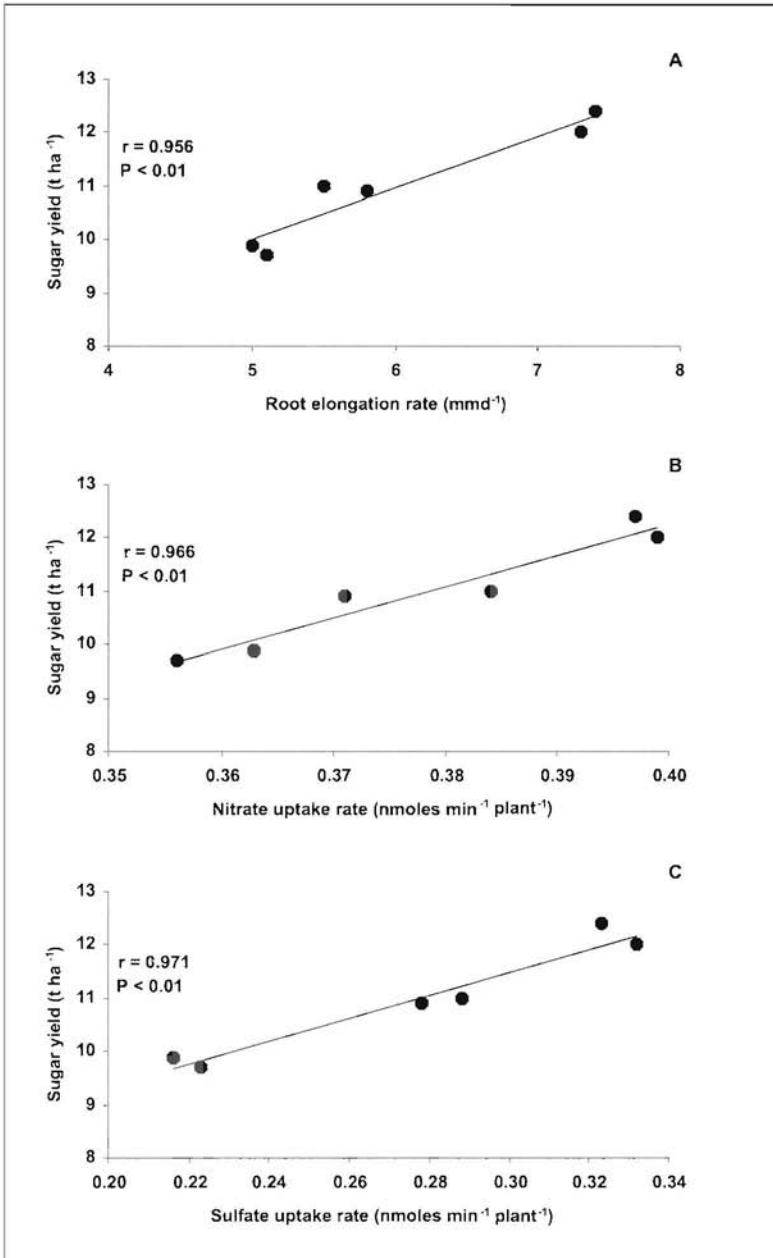 A
13
12
11
10
9
8
Sugar yield (t ha⁻¹)
r = 0.956
P < 0.01
4 5 6 7 8
Root elongation rate (mmd⁻¹)
B
13
12
11
10
9
8
Sugar yield (t ha⁻¹)
r = 0.966
P < 0.01
0.35 0.36 0.37 0.38 0.39 0.40
Nitrate uptake rate (nmoles min⁻¹ plant⁻¹)
C
13
12
11
10
9
8
Sugar yield (t ha⁻¹)
r = 0.971
P < 0.01
0.20 0.22 0.24 0.26 0.28 0.30 0.32 0.34
Sulfate uptake rate (nmoles min⁻¹ plant⁻¹)